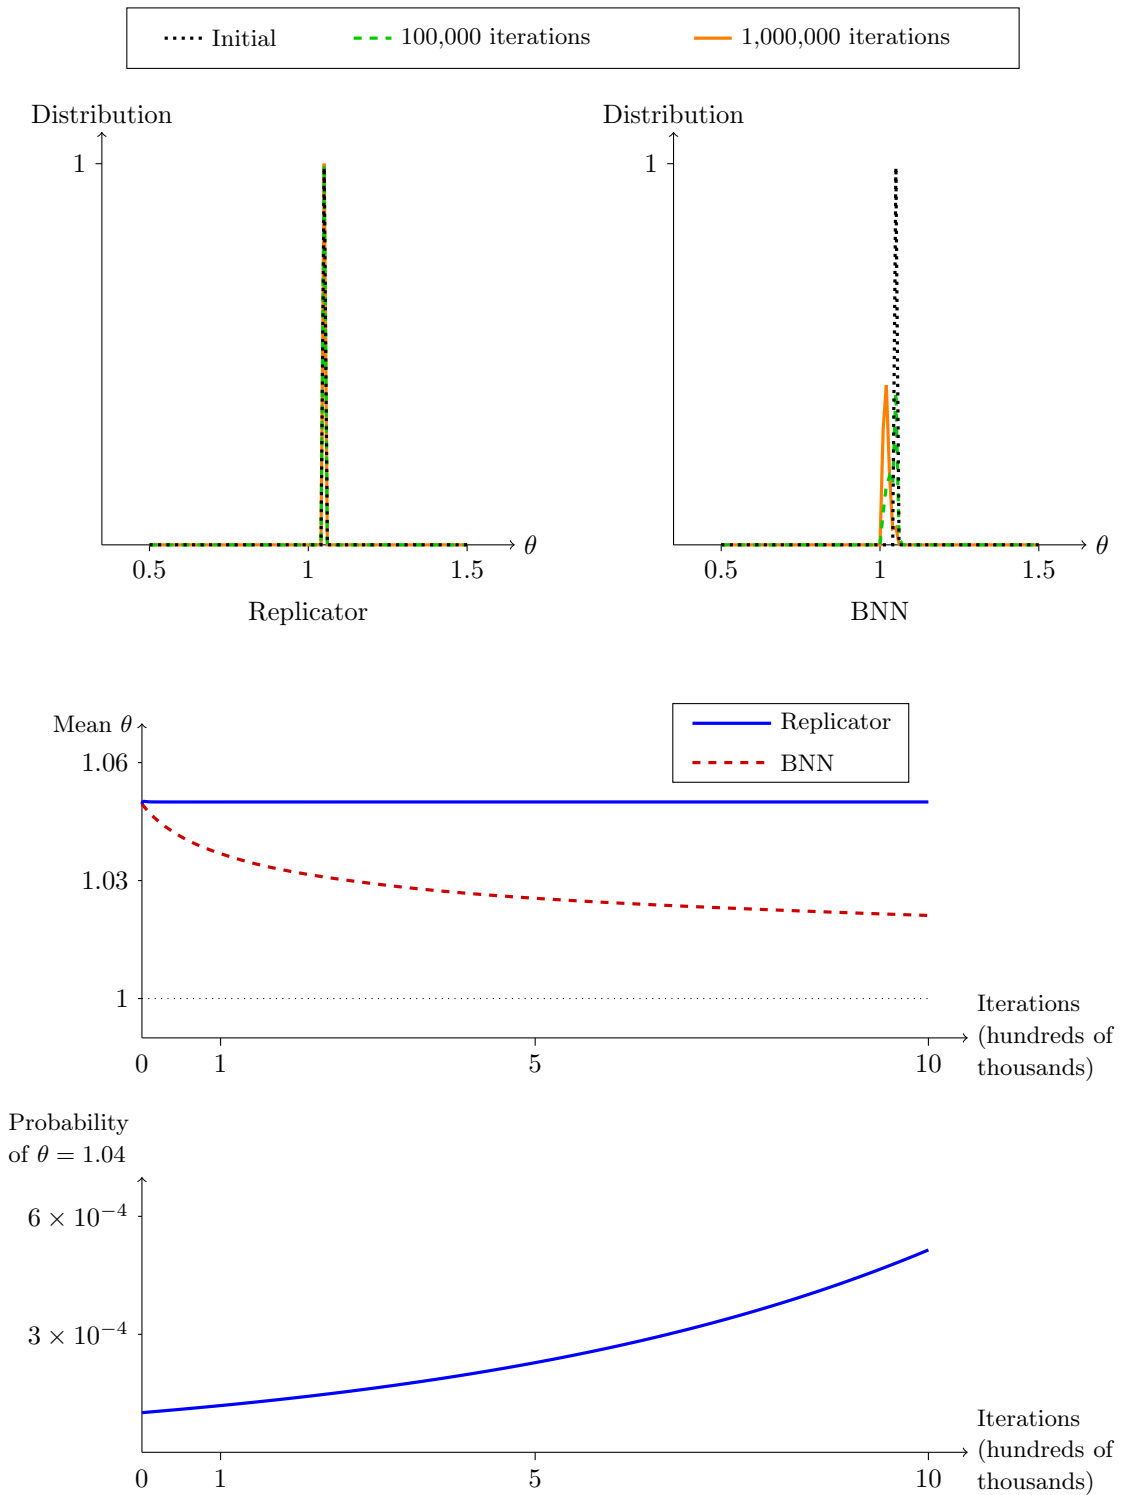 Initial
100,000 iterations
1,000,000 iterations
Distribution
1
0.5 1 1.5
θ
Replicator
Distribution
1
0.5 1 1.5
θ
BNN
Mean θ
1.06
1.03
1
Replicator
BNN
0 1 5 10
Iterations
(hundreds of
thousands)
Probability
of θ = 1.04
6 × 10⁻⁴
3 × 10⁻⁴
0 1 5 10
Iterations
(hundreds of
thousands)